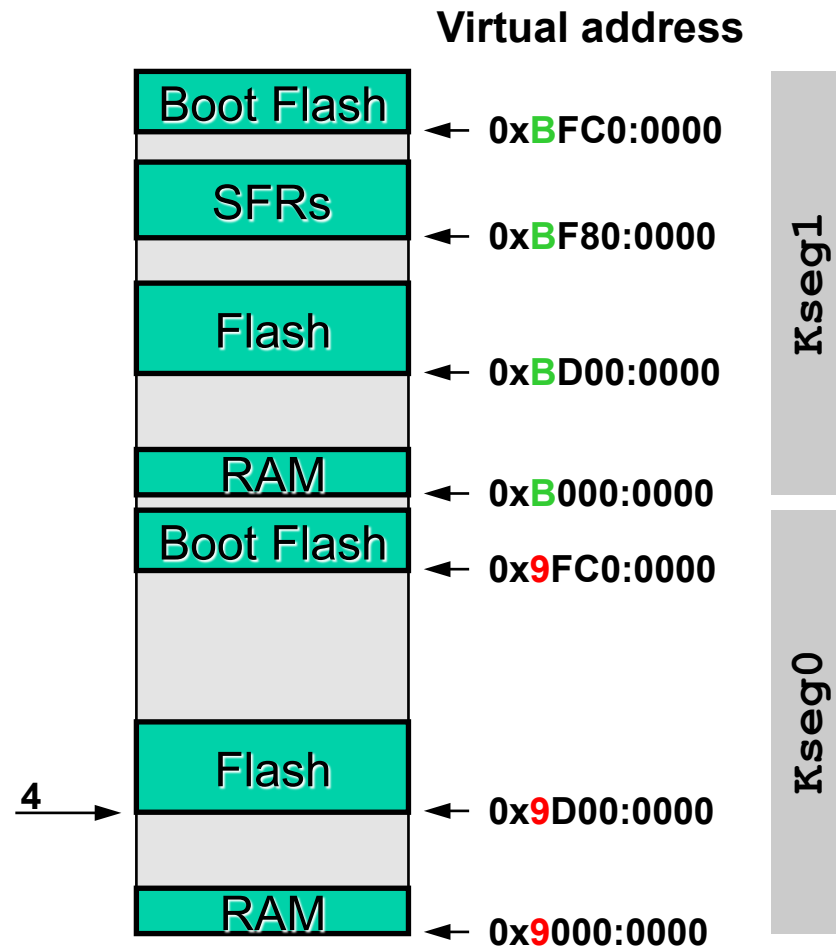 Virtual address
Boot Flash
0xBFC0:0000
SFRs
0xBF80:0000
Flash
0xBD00:0000
RAM
0xB000:0000
Kseg1
Boot Flash
0x9FC0:0000
Flash
4
0x9D00:0000
RAM
0x9000:0000
Kseg0